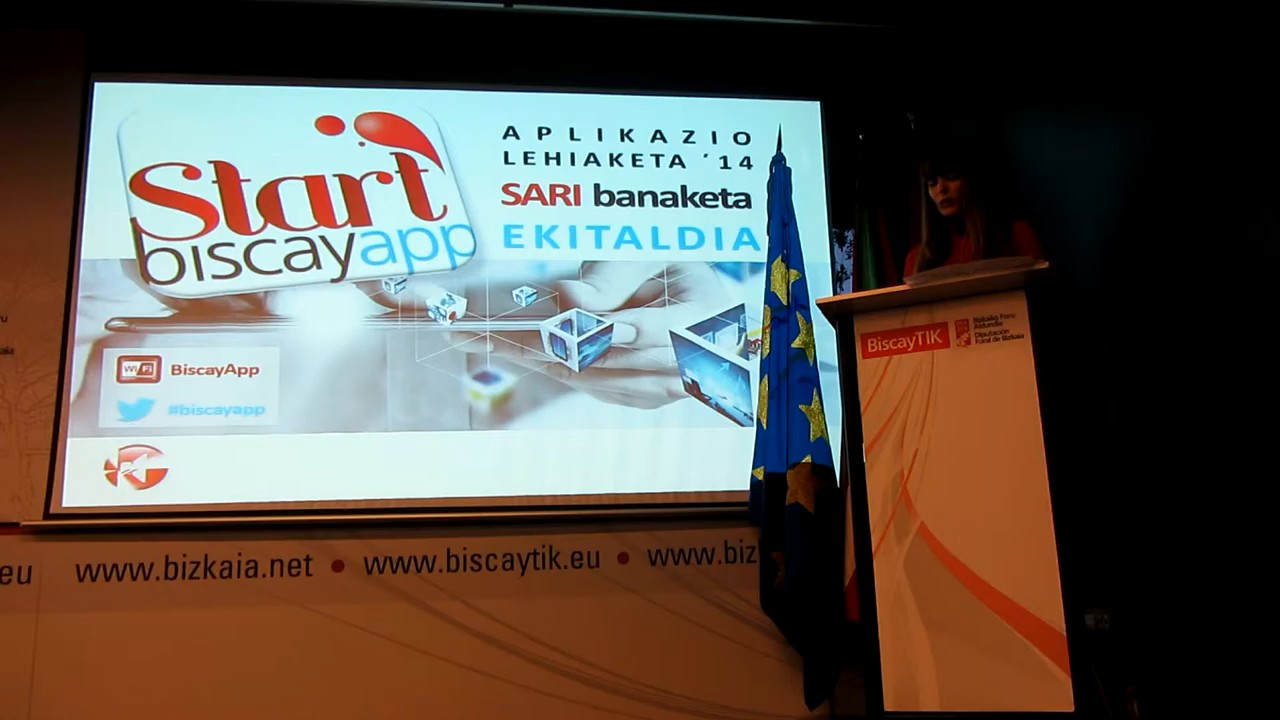 Start
biscayapp
APLIKAZIO
LEHIAKETA '14
SARI banaketa
EKITALDIA
WiFi BiscayApp
#biscayapp
BiscayTIK
Bizkaiko Foru
Aldundia
Diputación
Foral de Bizkaia
eu www.bizkaia.net • www.biscaytik.eu • www.biz